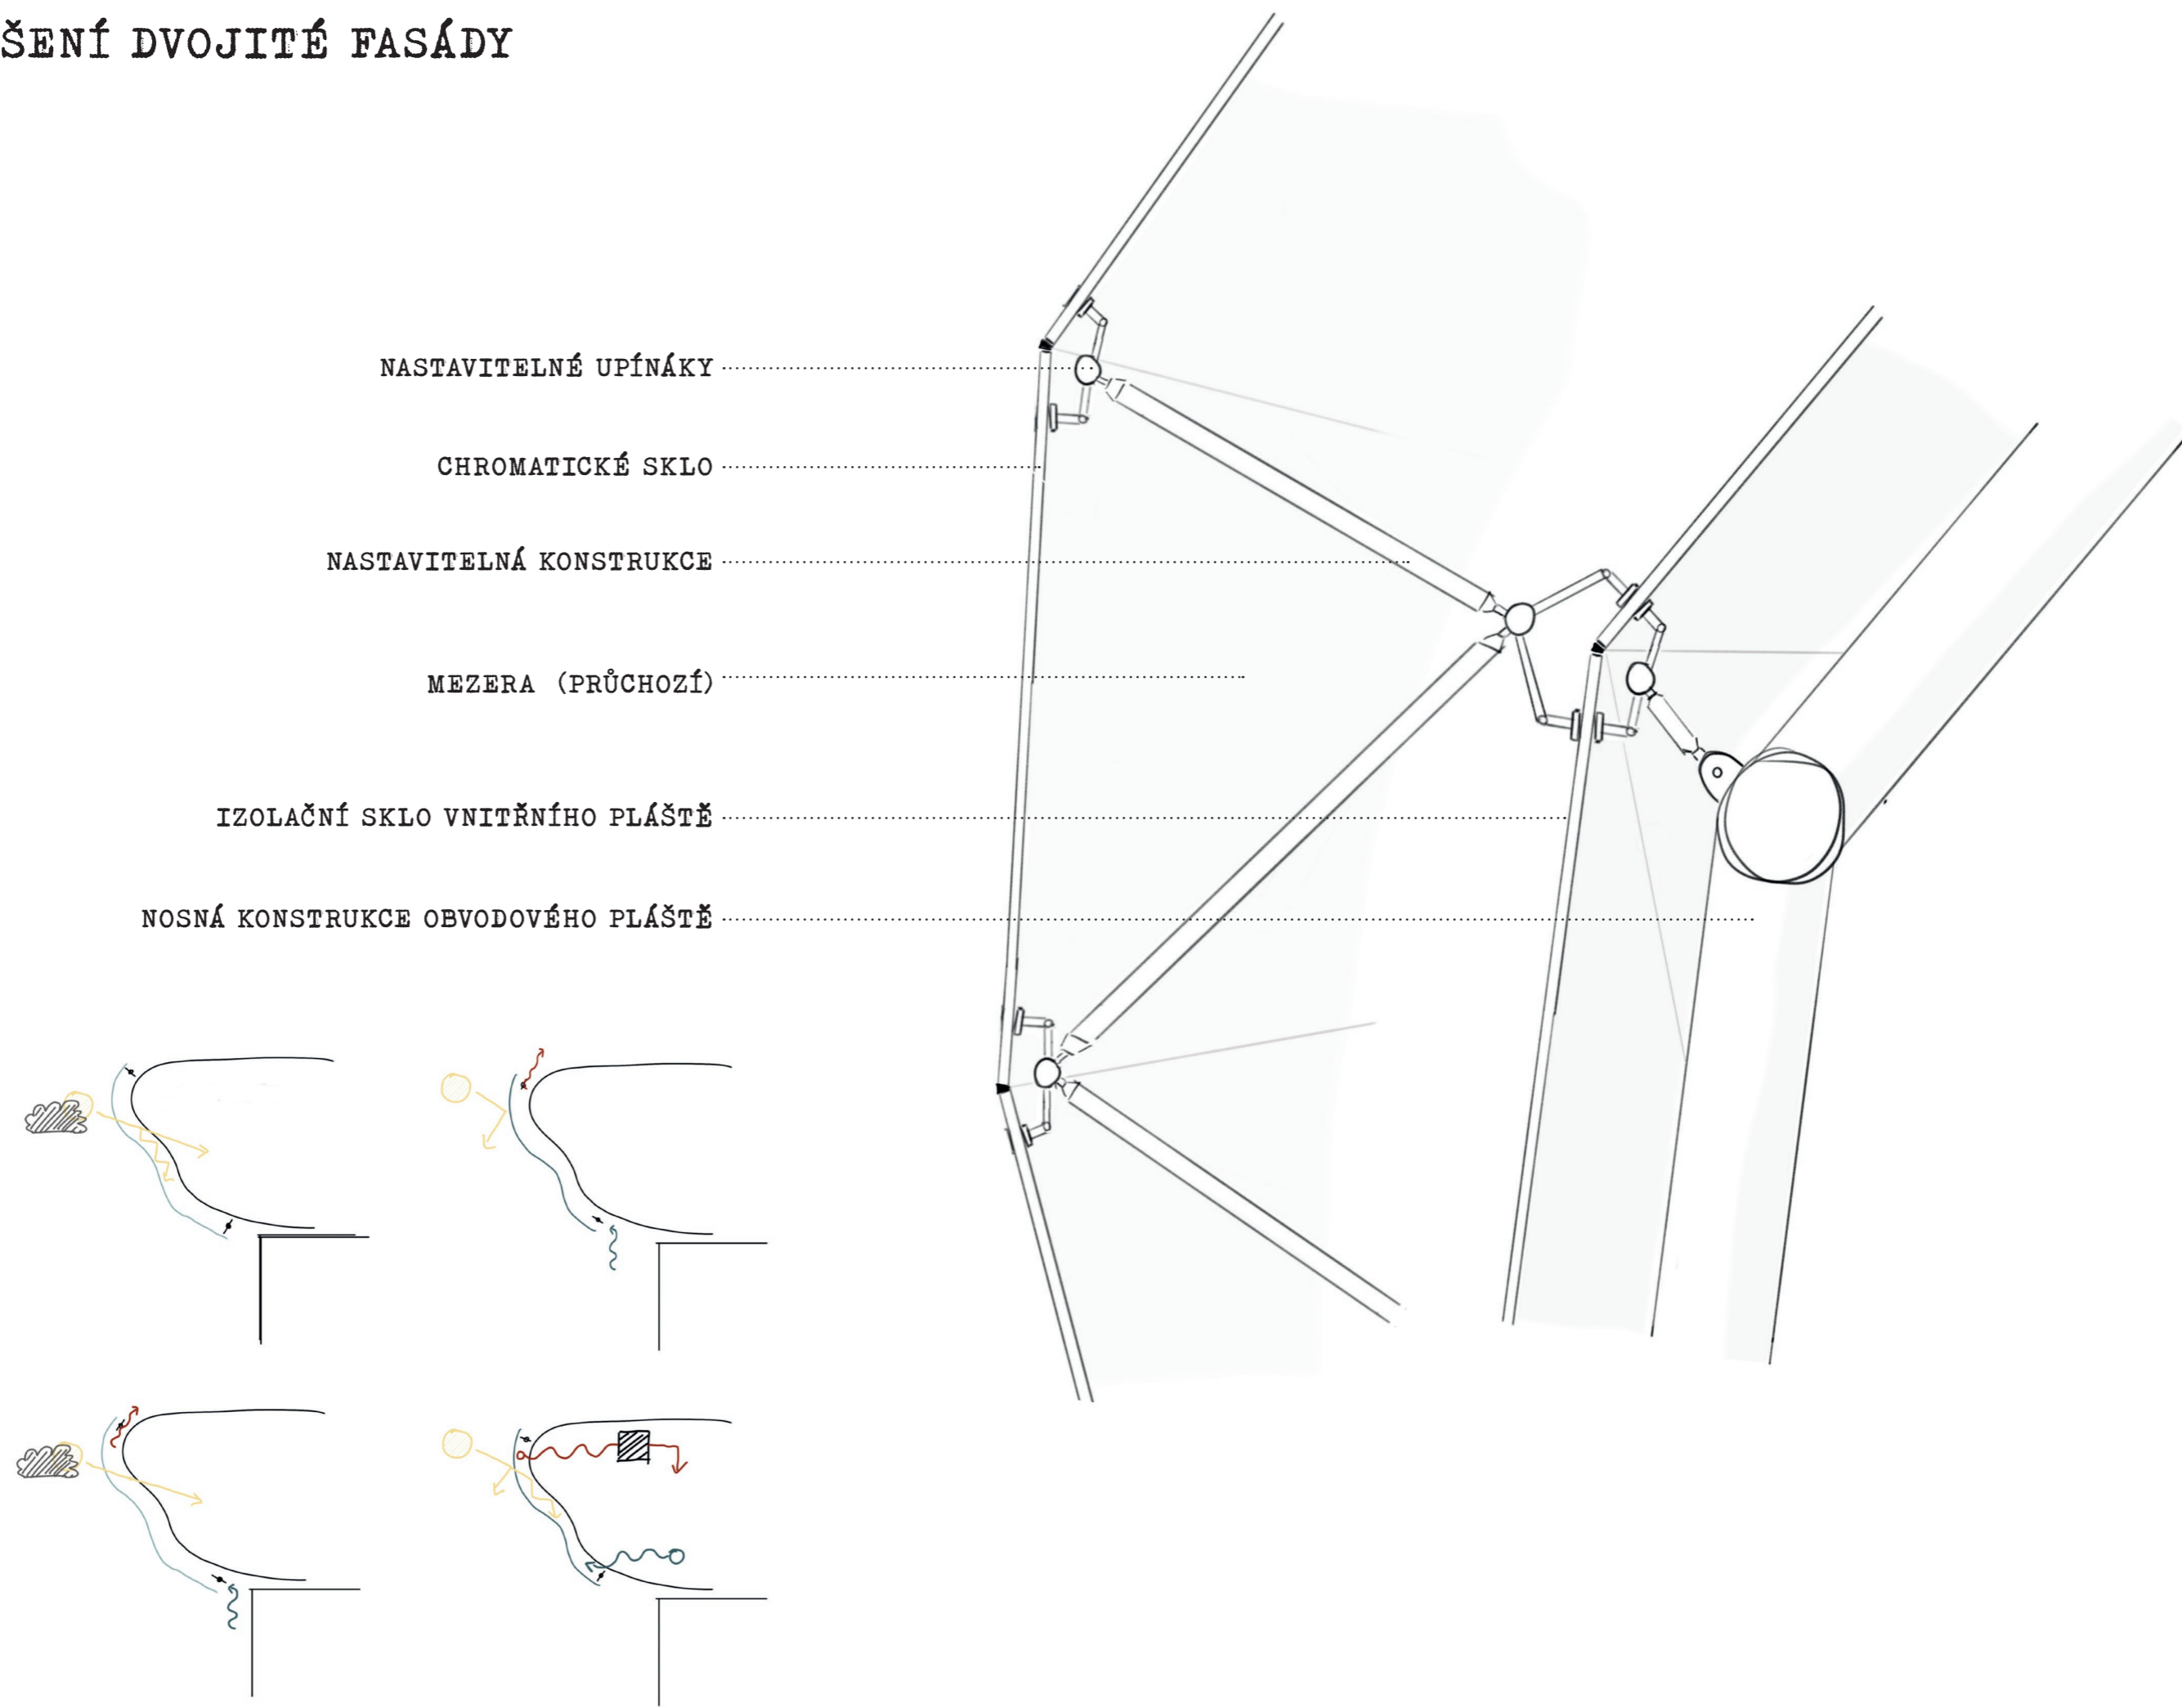 ŠENÍ DVOJITÉ FASÁDY
NASTAVITELNÉ UPÍNÁKY
CHROMATICKÉ SKLO
NASTAVITELNÁ KONSTRUKCE
MEZERA (PRŮCHOZÍ)
IZOLAČNÍ SKLO VNITŘNÍHO PLÁŠTĚ
NOSNÁ KONSTRUKCE OBVODOVÉHO PLÁŠTĚ